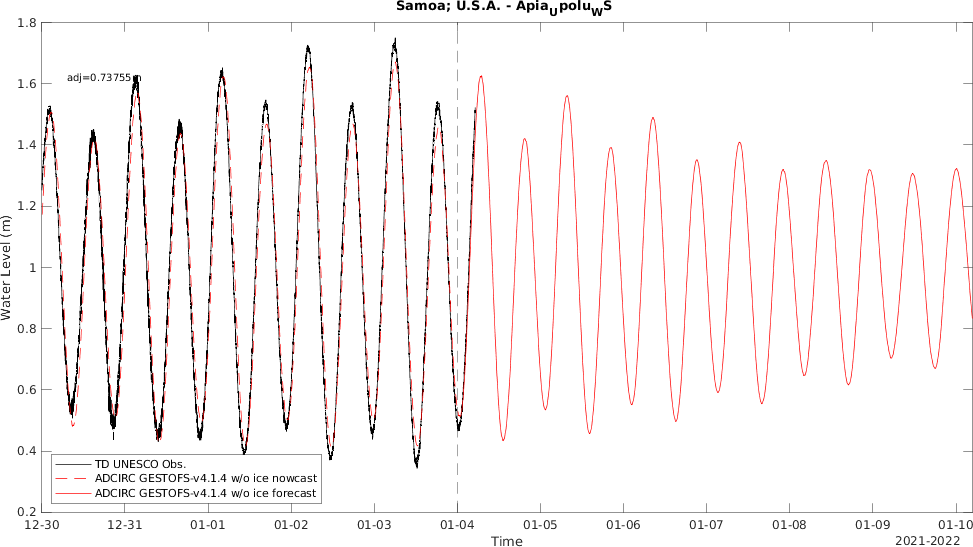 Samoa; U.S.A. - Apia_Upolu_WS
1.8
1.6
1.4
1.2
1
0.8
0.6
0.4
0.2
Water Level (m)
adj=0.73755 m
TD UNESCO Obs.
ADCIRC GESTOFS-v4.1.4 w/o ice nowcast
ADCIRC GESTOFS-v4.1.4 w/o ice forecast
12-30 12-31 01-01 01-02 01-03 01-04 01-05 01-06 01-07 01-08 01-09 01-10
Time
2021-2022